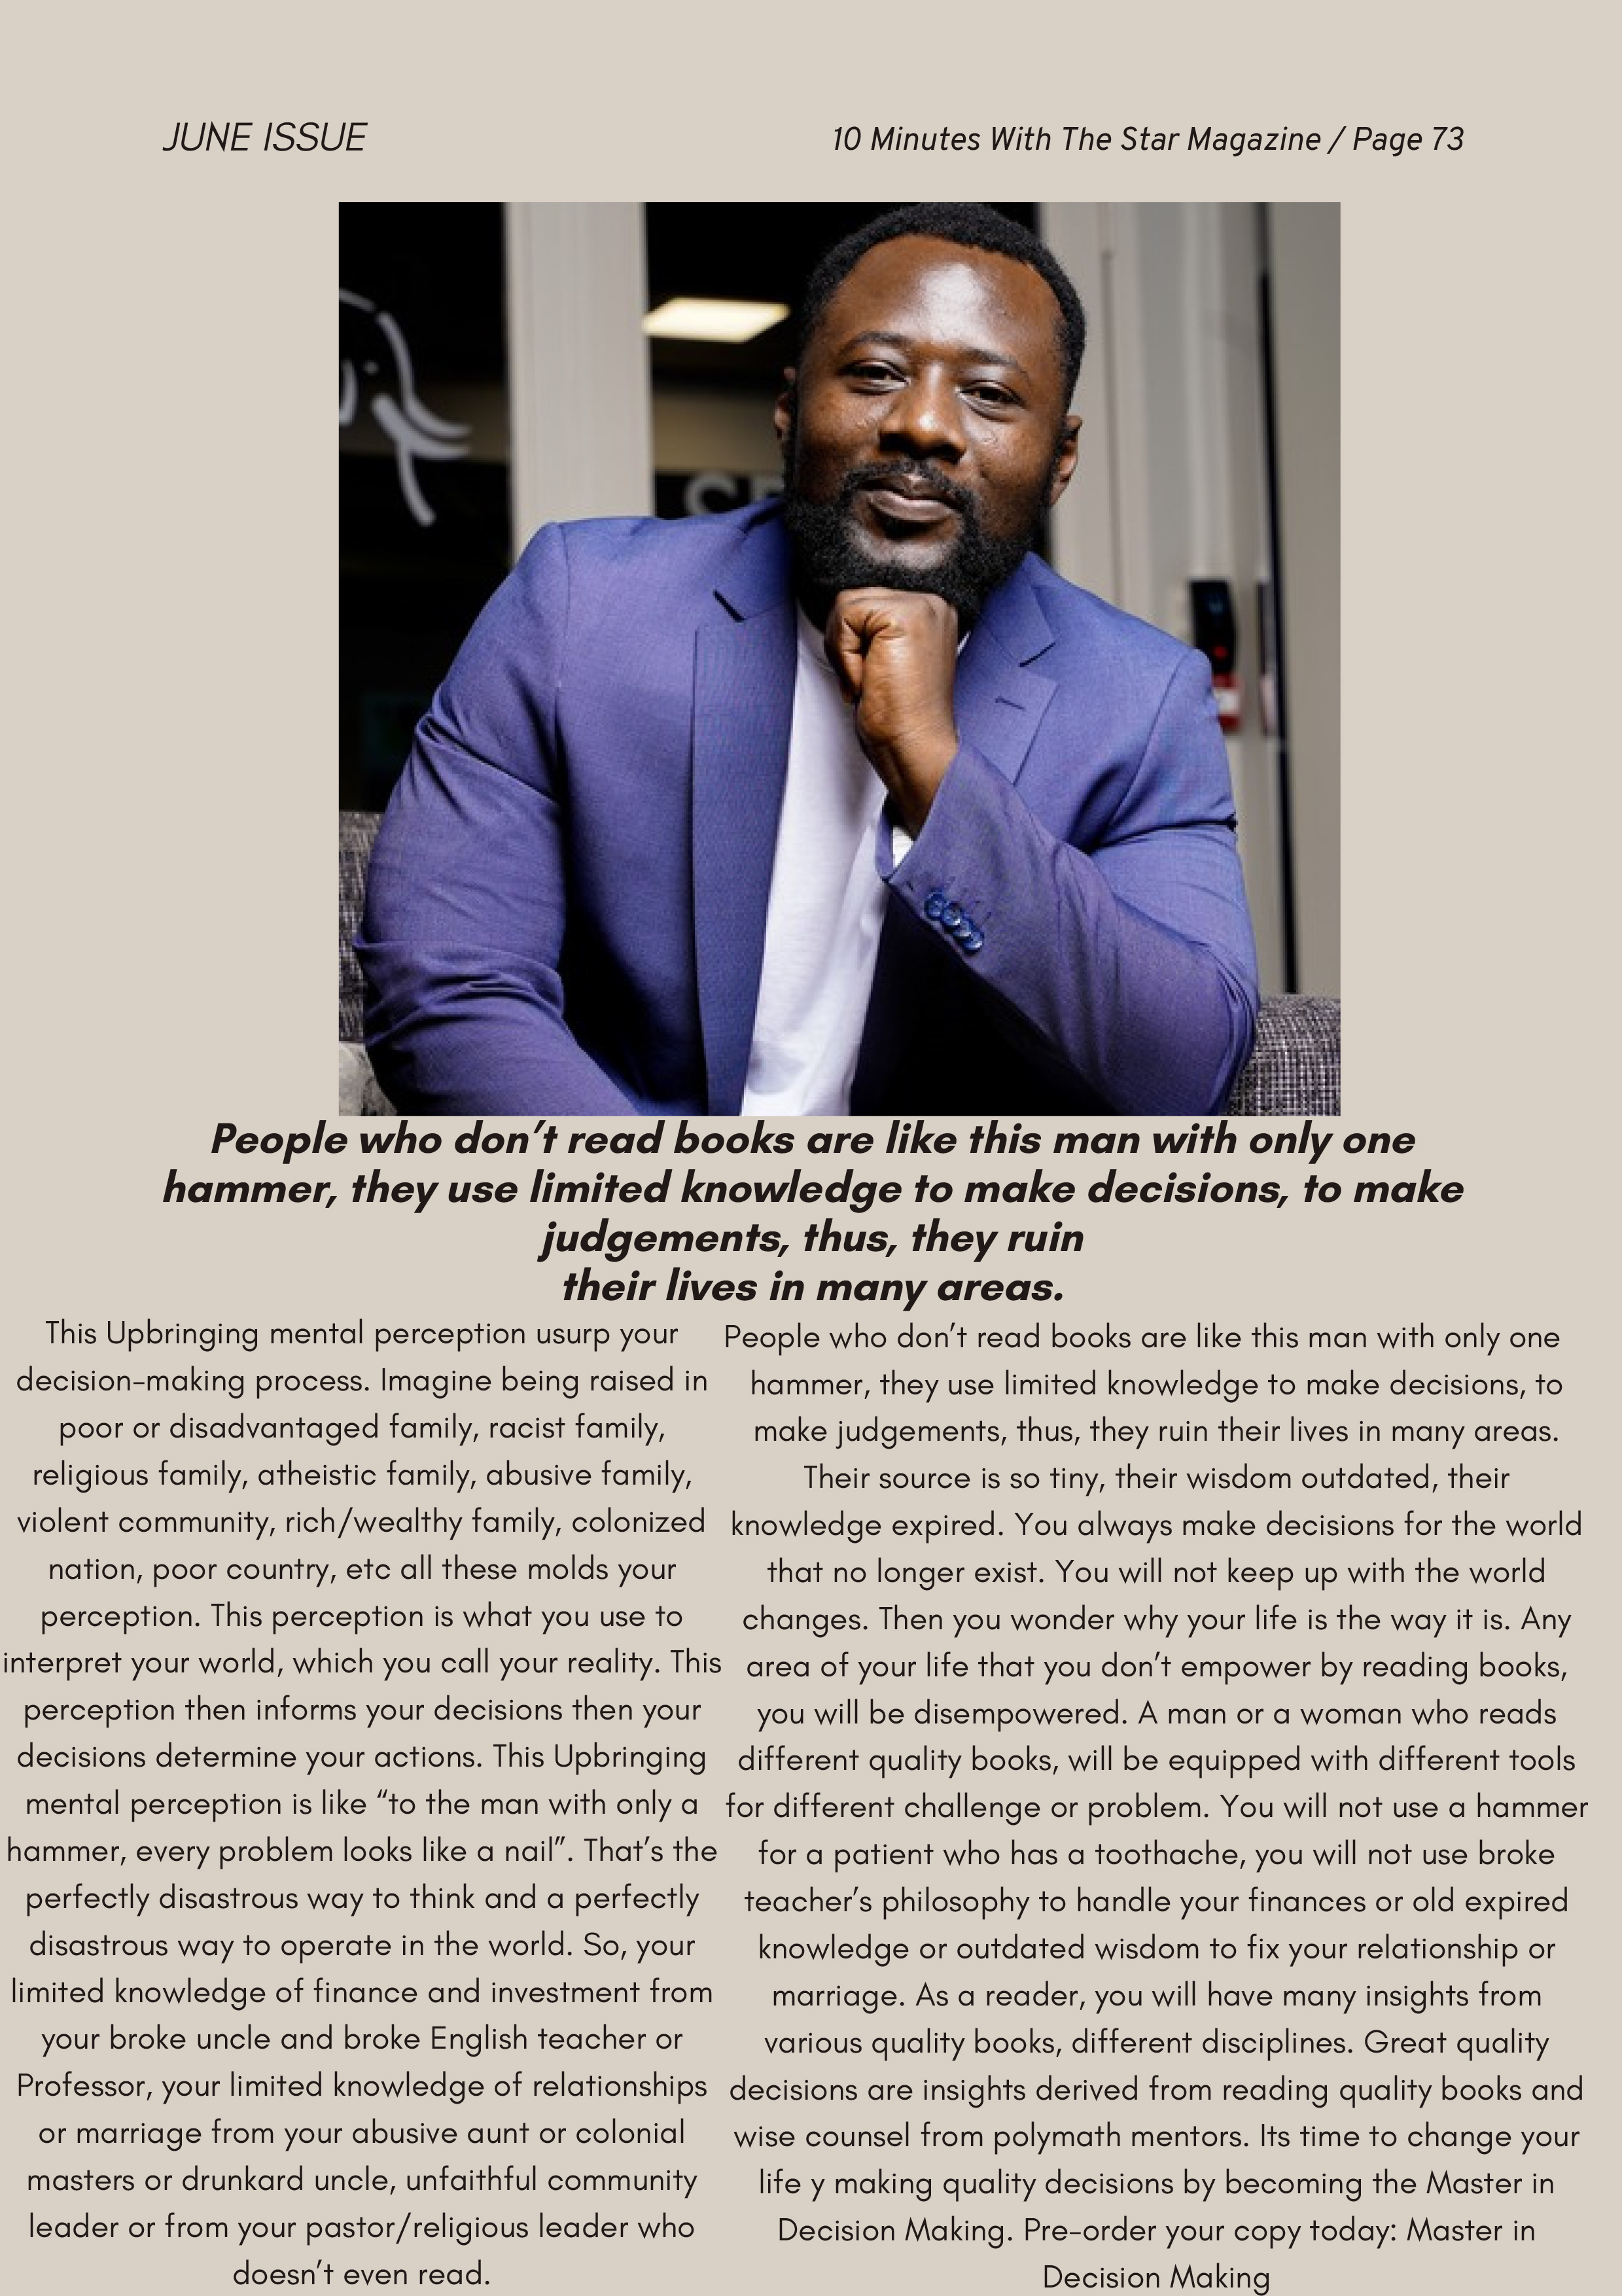 JUNE ISSUE
10 Minutes With The Star Magazine / Page 73
People who don’t read books are like this man with only one
hammer, they use limited knowledge to make decisions, to make
judgements, thus, they ruin
their lives in many areas.
This Upbringing mental perception usurp your
decision-making process. Imagine being raised in
poor or disadvantaged family, racist family,
religious family, atheistic family, abusive family,
violent community, rich/wealthy family, colonized
nation, poor country, etc all these molds your
perception. This perception is what you use to
interpret your world, which you call your reality. This
perception then informs your decisions then your
decisions determine your actions. This Upbringing
mental perception is like “to the man with only a
hammer, every problem looks like a nail”. That’s the
perfectly disastrous way to think and a perfectly
disastrous way to operate in the world. So, your
limited knowledge of finance and investment from
your broke uncle and broke English teacher or
Professor, your limited knowledge of relationships
or marriage from your abusive aunt or colonial
masters or drunkard uncle, unfaithful community
leader or from your pastor/religious leader who
doesn’t even read.
People who don’t read books are like this man with only one
hammer, they use limited knowledge to make decisions, to
make judgements, thus, they ruin their lives in many areas.
Their source is so tiny, their wisdom outdated, their
knowledge expired. You always make decisions for the world
that no longer exist. You will not keep up with the world
changes. Then you wonder why your life is the way it is. Any
area of your life that you don’t empower by reading books,
you will be disempowered. A man or a woman who reads
different quality books, will be equipped with different tools
for different challenge or problem. You will not use a hammer
for a patient who has a toothache, you will not use broke
teacher’s philosophy to handle your finances or old expired
knowledge or outdated wisdom to fix your relationship or
marriage. As a reader, you will have many insights from
various quality books, different disciplines. Great quality
decisions are insights derived from reading quality books and
wise counsel from polymath mentors. Its time to change your
life y making quality decisions by becoming the Master in
Decision Making. Pre-order your copy today: Master in
Decision Making